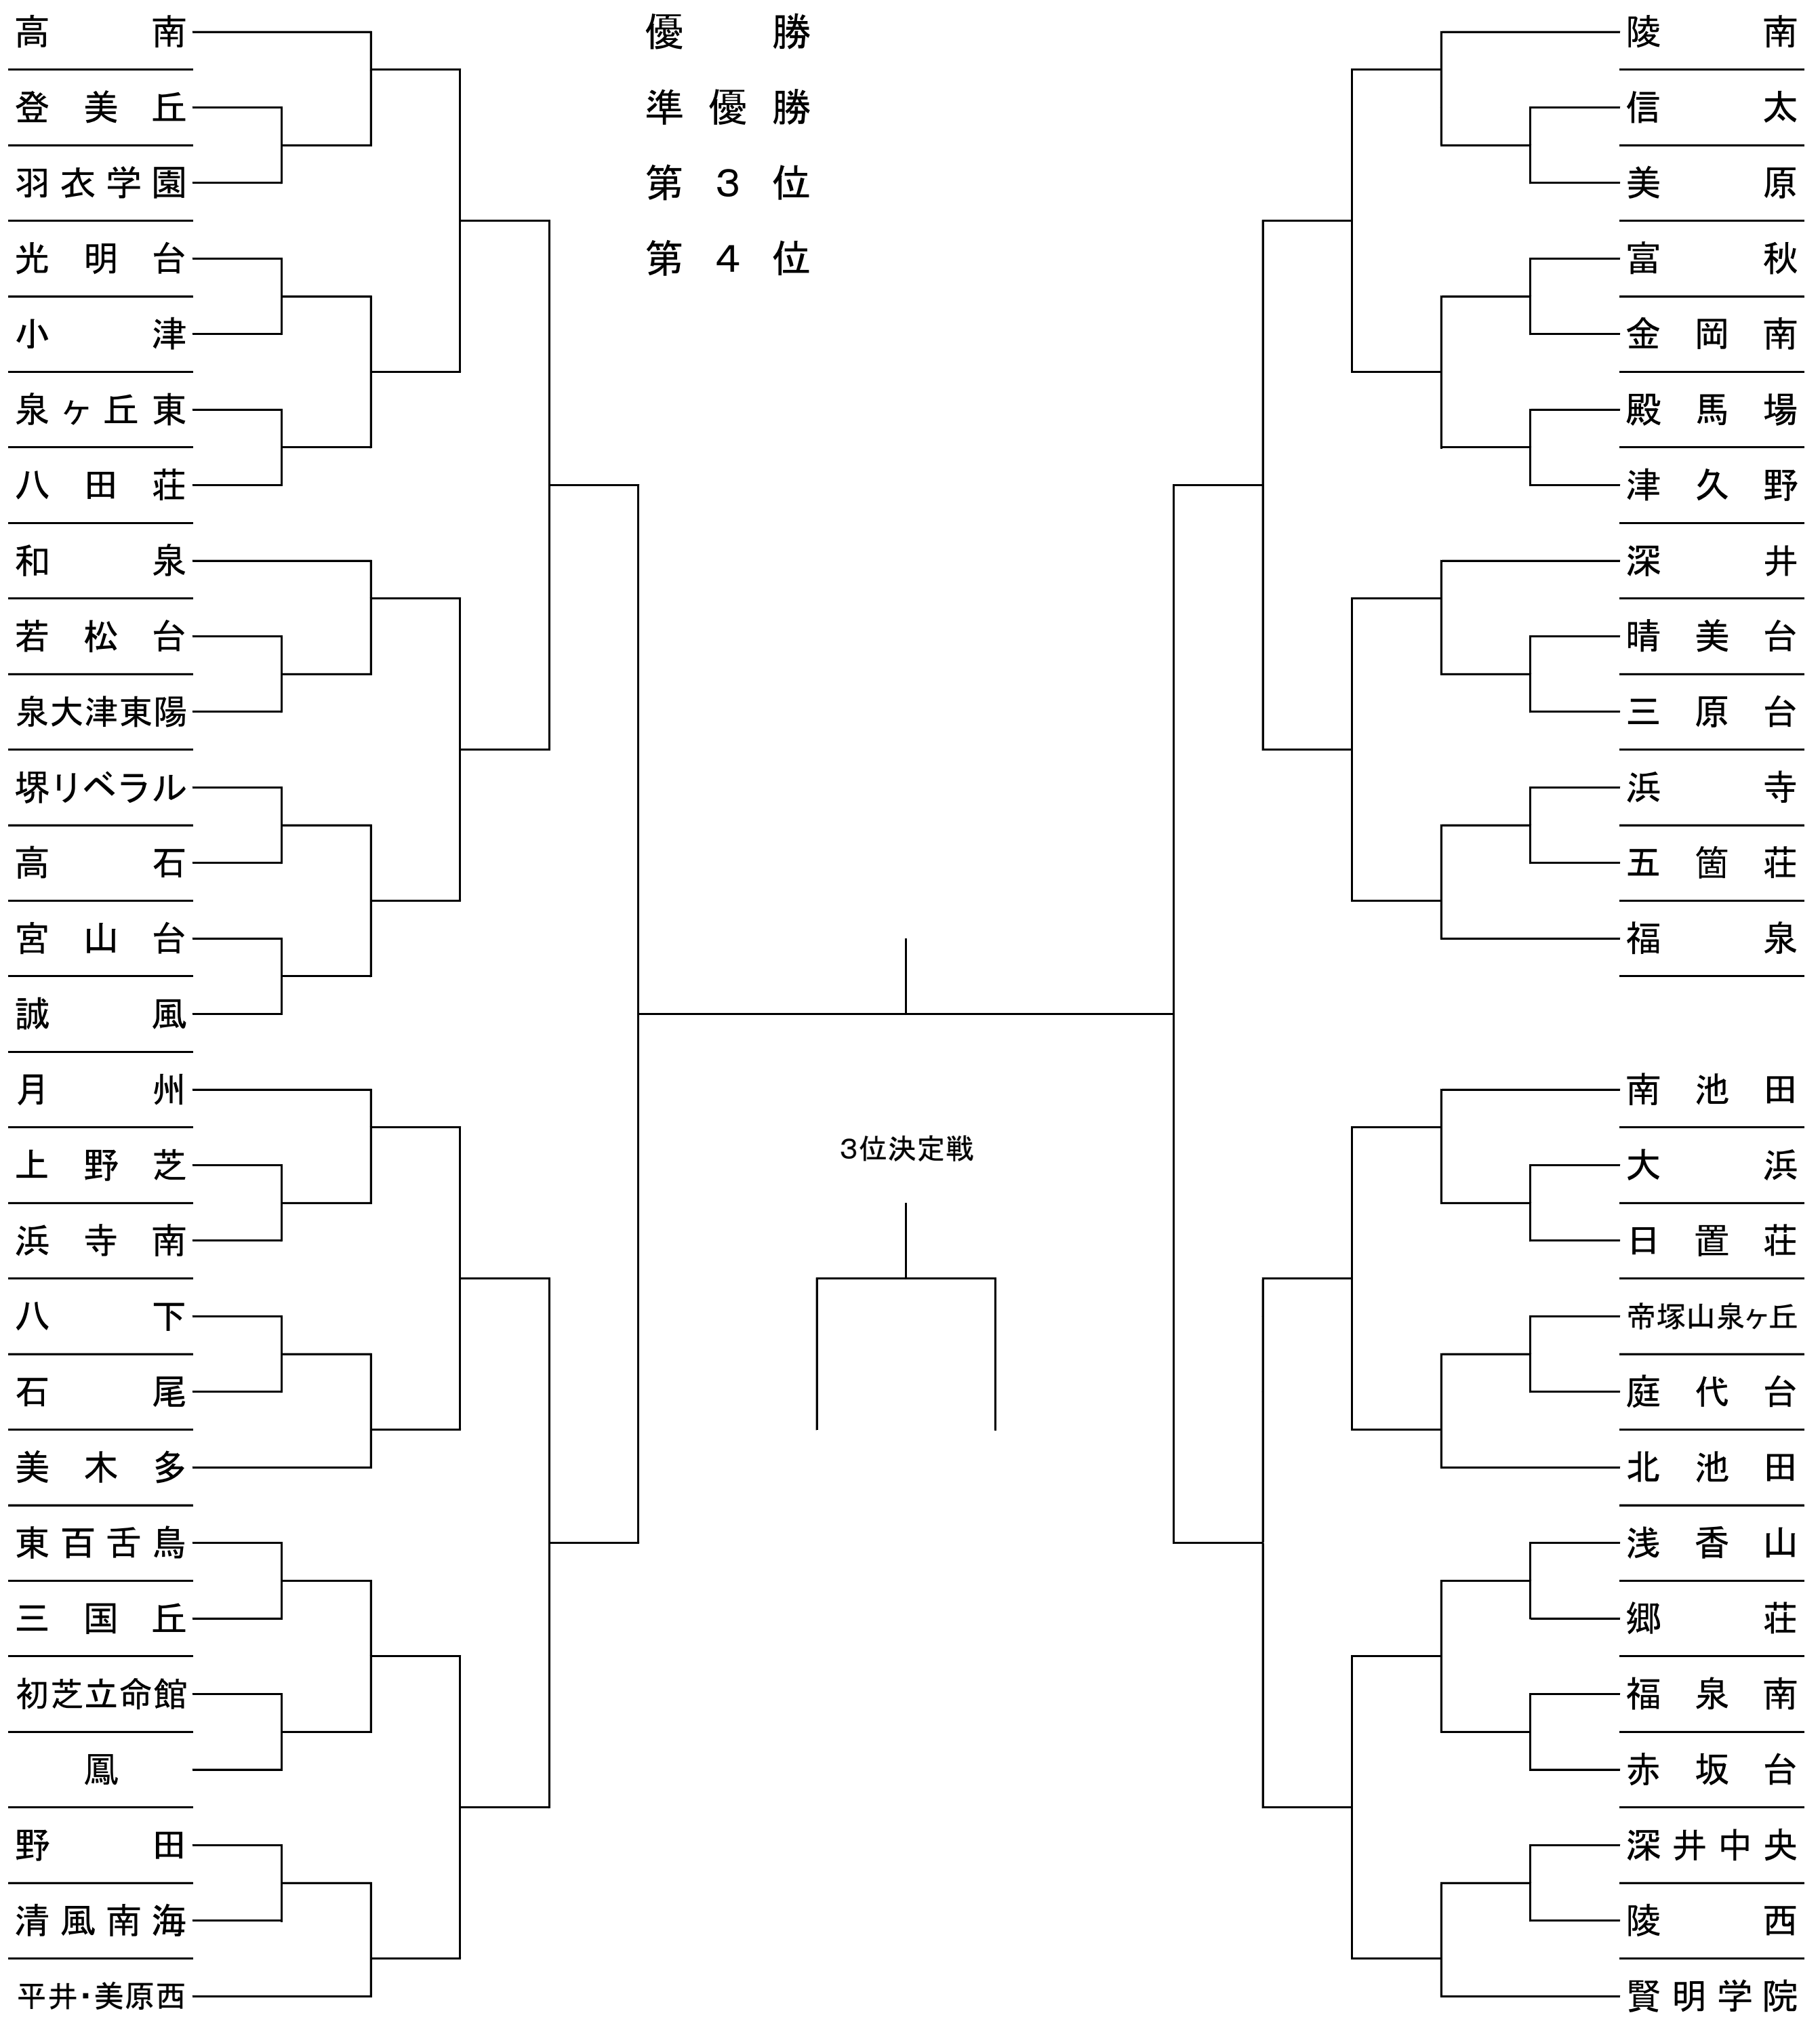 高南
登美丘
羽衣学園
光明台
小津
泉ヶ丘東
八田荘
和泉
若松台
泉大津東陽
堺リベラル
高石
宮山台
誠風
月州
上野芝
浜寺南
八下
石尾
美木多
東百舌鳥
三国丘
初芝立命館
鳳
野田
清風南海
平井・美原西
優勝
準優勝
第3位
第4位
3位決定戦
陵南
信太
美原
富秋
金岡南
殿馬場
津久野
深井
晴美台
三原台
浜寺
五箇荘
福泉
南池田
大浜
日置荘
帝塚山泉ヶ丘
庭代台
北池田
浅香山
郷荘
福泉南
赤坂台
深井中央
陵西
賢明学院